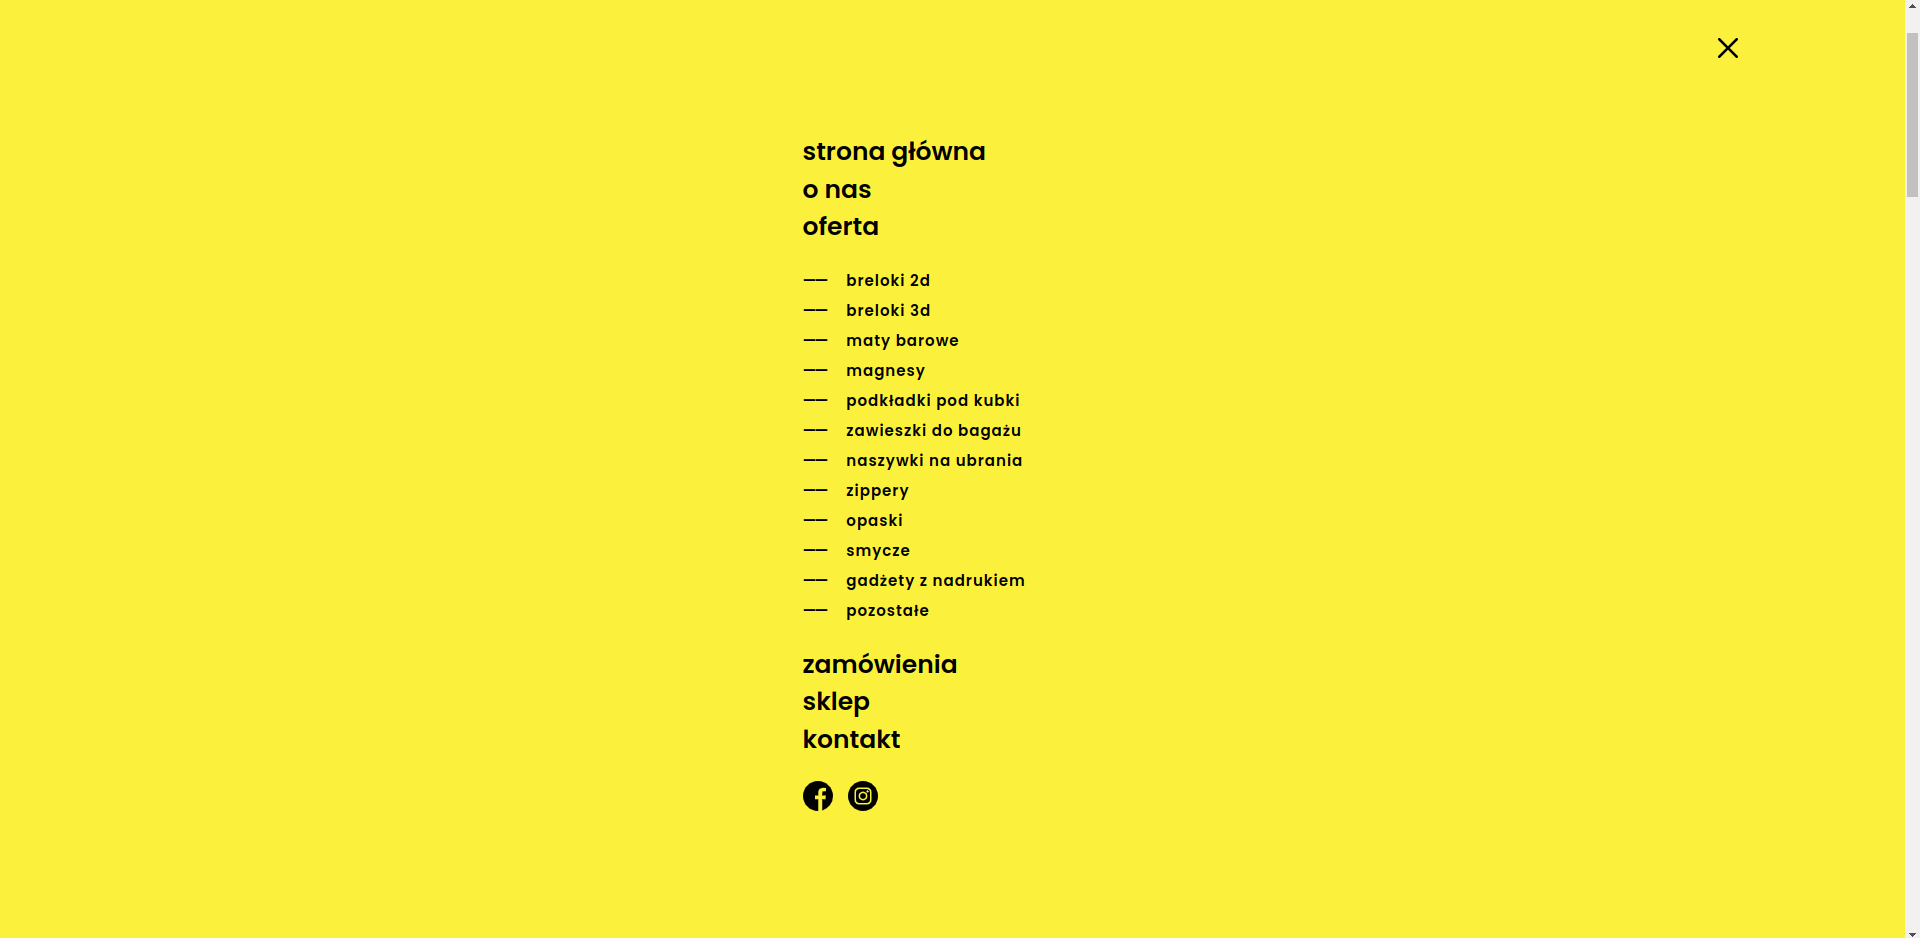 strona główna
o nas
oferta
—— breloki 2d
—— breloki 3d
—— maty barowe
—— magnesy
—— podkładki pod kubki
—— zawieszki do bagażu
—— naszywki na ubrania
—— zippery
—— opaski
—— smycze
—— gadżety z nadrukiem
—— pozostałe
zamówienia
sklep
kontakt